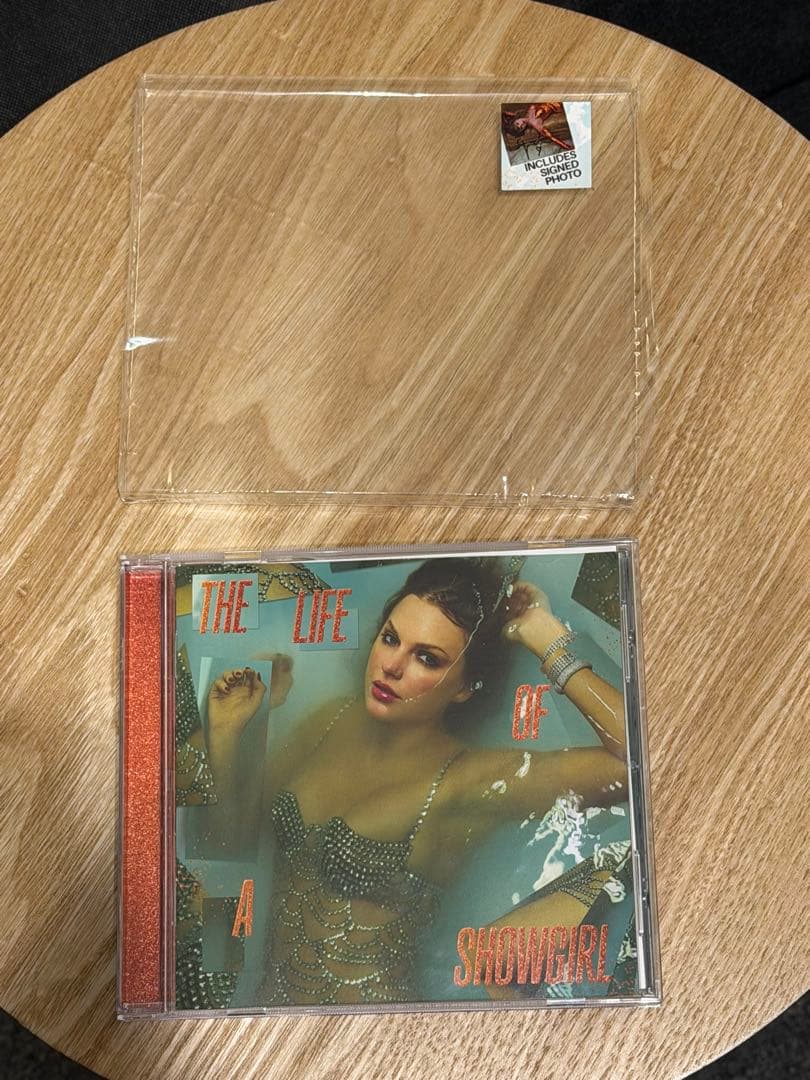 INCLUDES
SIGNED
PHOTO
THE LIFE
OF
A
SHOWGIRL